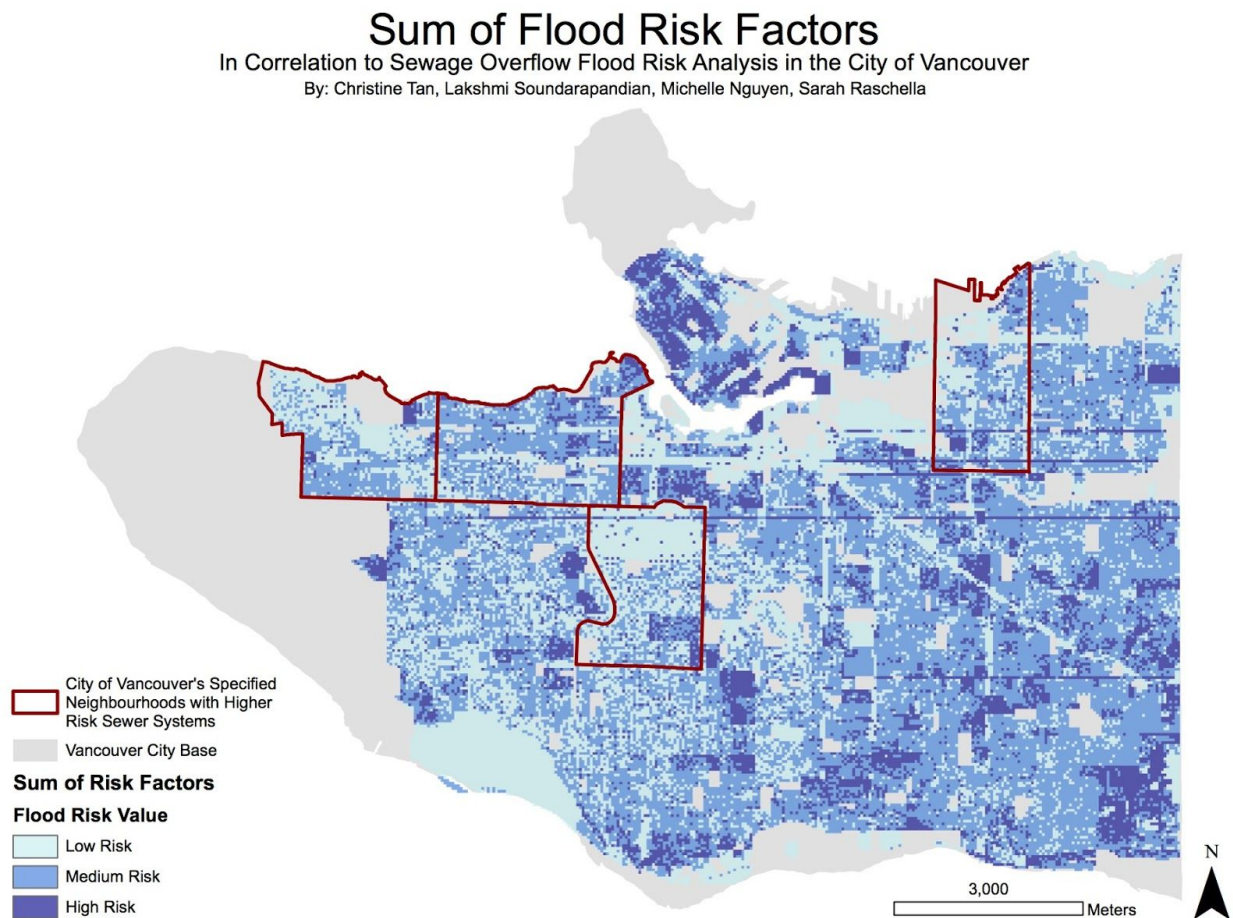 Sum of Flood Risk Factors
In Correlation to Sewage Overflow Flood Risk Analysis in the City of Vancouver
By: Christine Tan, Lakshmi Soundarapandian, Michelle Nguyen, Sarah Raschella
City of Vancouver's Specified
Neighbourhoods with Higher
Risk Sewer Systems
Vancouver City Base
Sum of Risk Factors
Flood Risk Value
Low Risk
Medium Risk
High Risk
3,000
Meters
N